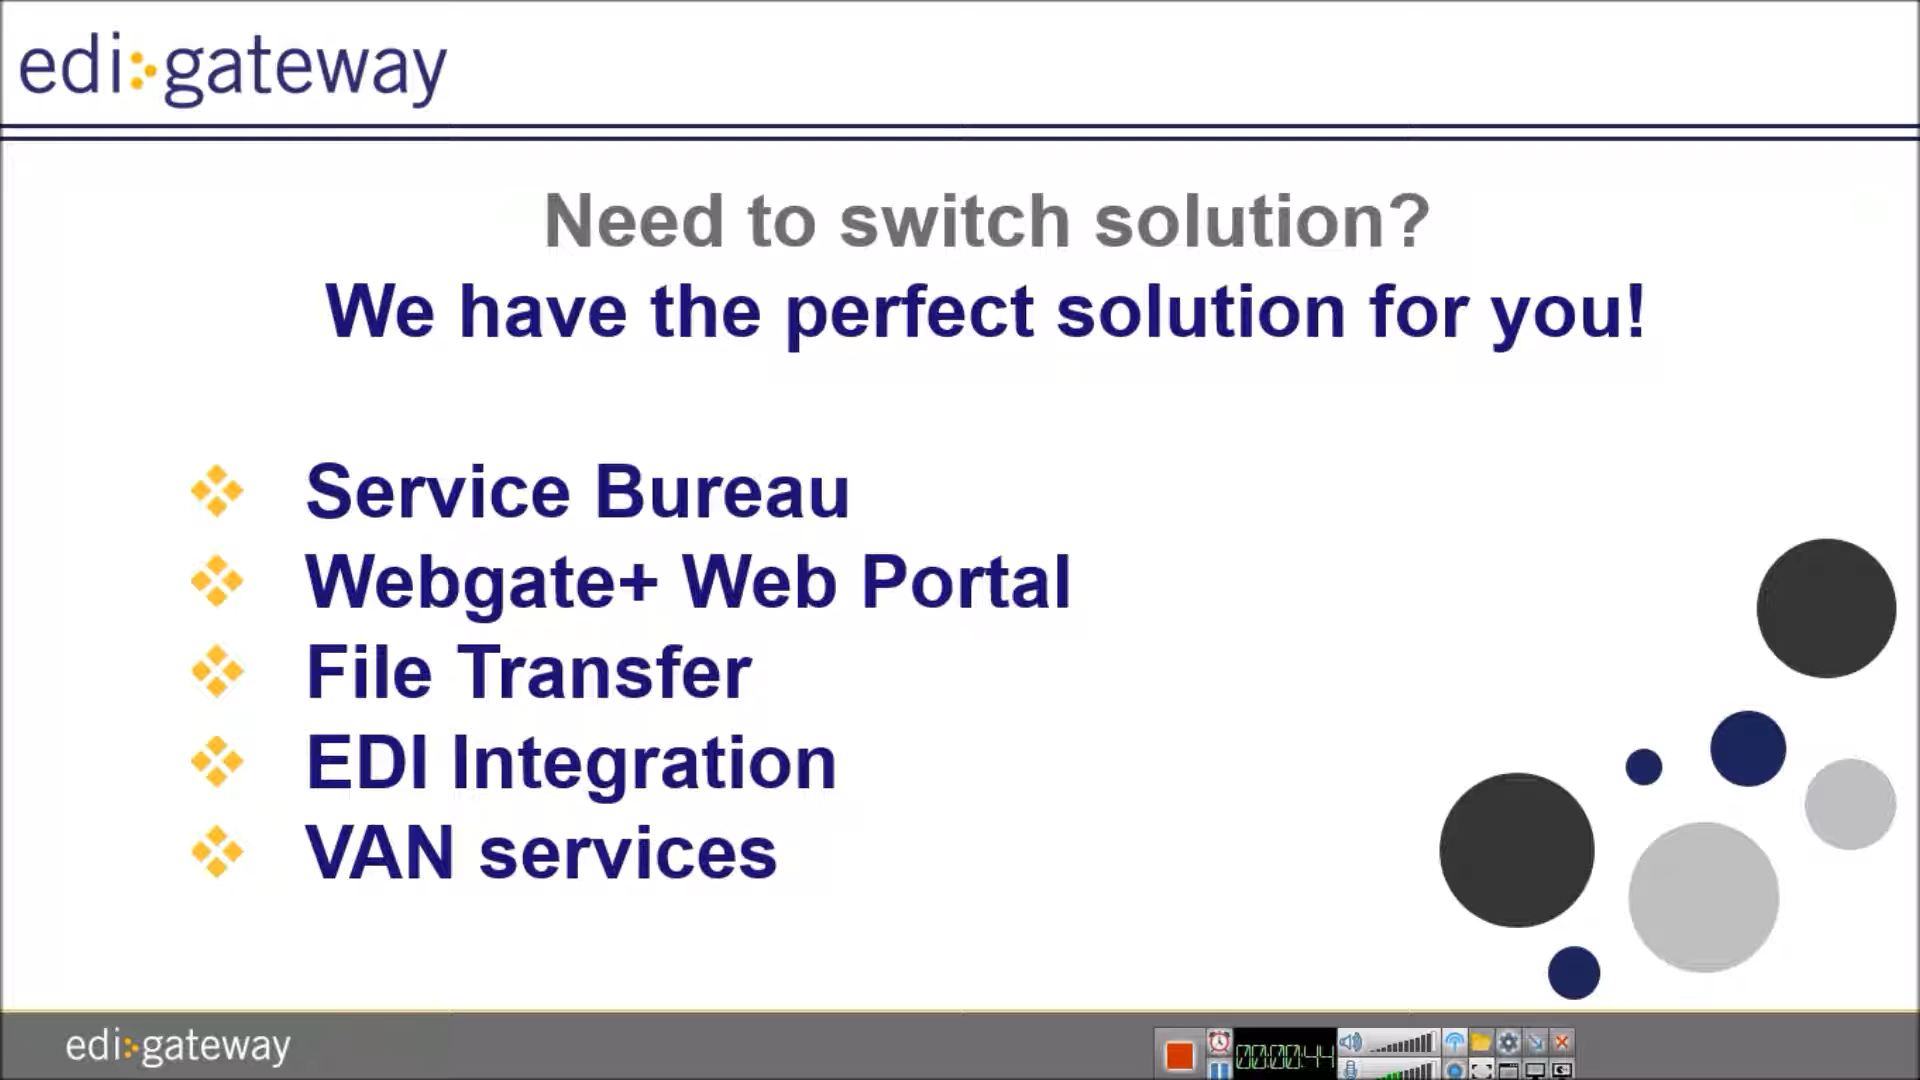 edi:gateway
Need to switch solution?
We have the perfect solution for you!
Service Bureau
Webgate+ Web Portal
File Transfer
EDI Integration
VAN services
edi:gateway
00:00:44